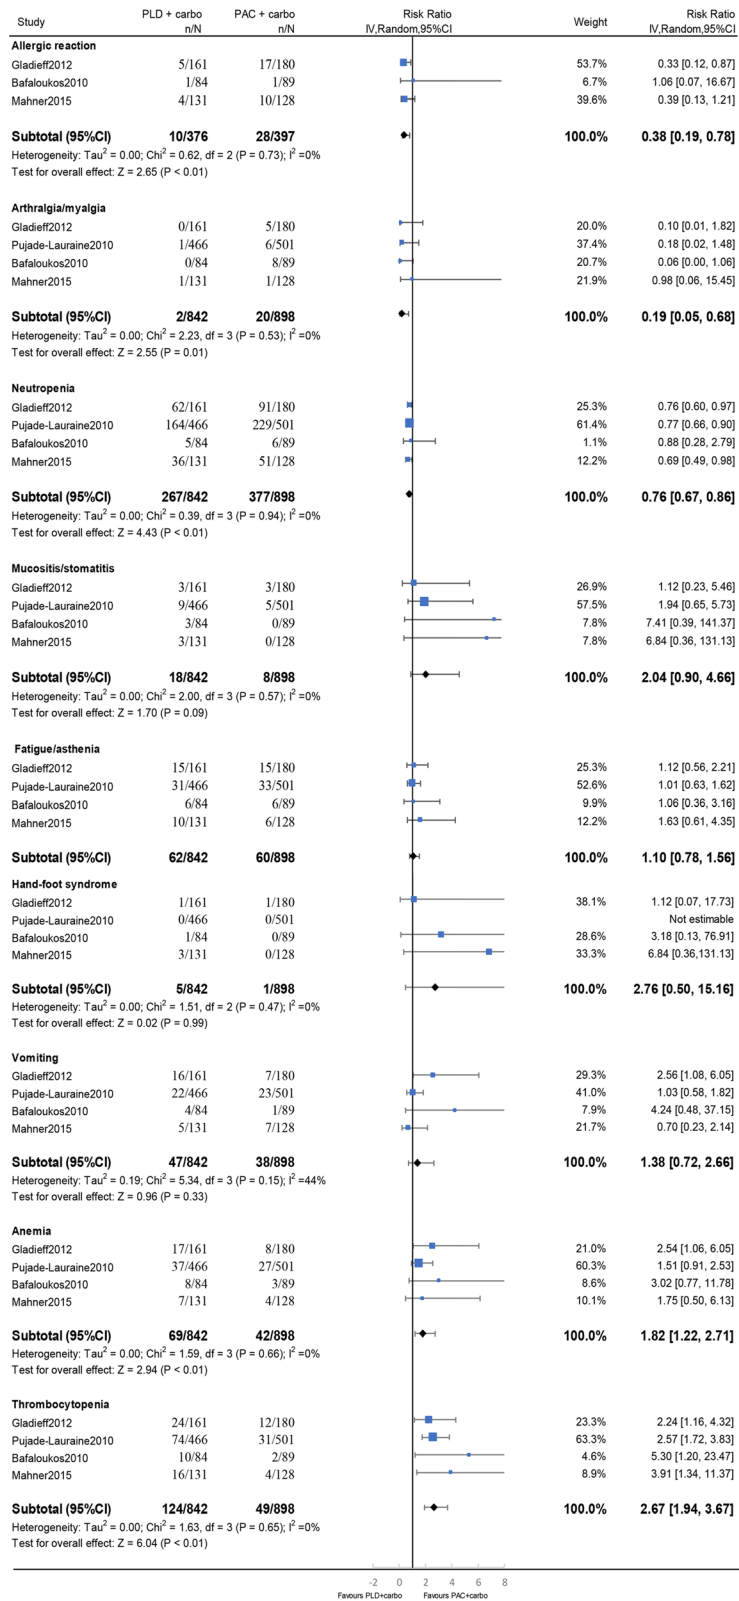 Study PLD + carbo n/N PAC + carbo n/N Risk Ratio IV,Random,95%CI Weight Risk Ratio IV,Random,95%CI
Allergic reaction
Gladieff2012 5/161 17/180 53.7% 0.33 [0.12, 0.87]
Bafaloukos2010 1/84 1/89 6.7% 1.06 [0.07, 16.67]
Mahner2015 4/131 10/128 39.6% 0.39 [0.13, 1.21]
Subtotal (95%CI) 10/376 28/397 100.0% 0.38 [0.19, 0.78]
Heterogeneity: Tau² = 0.00; Chi² = 0.62, df = 2 (P = 0.73); I² =0%
Test for overall effect: Z = 2.65 (P < 0.01)
Arthralgia/myalgia
Gladieff2012 0/161 5/180 20.0% 0.10 [0.01, 1.82]
Pujade-Lauraine2010 1/466 6/501 37.4% 0.18 [0.02, 1.48]
Bafaloukos2010 0/84 8/89 20.7% 0.06 [0.00, 1.06]
Mahner2015 1/131 1/128 21.9% 0.98 [0.06, 15.45]
Subtotal (95%CI) 2/842 20/898 100.0% 0.19 [0.05, 0.68]
Heterogeneity: Tau² = 0.00; Chi² = 2.23, df = 3 (P = 0.53); I² =0%
Test for overall effect: Z = 2.55 (P = 0.01)
Neutropenia
Gladieff2012 62/161 91/180 25.3% 0.76 [0.60, 0.97]
Pujade-Lauraine2010 164/466 229/501 61.4% 0.77 [0.66, 0.90]
Bafaloukos2010 5/84 6/89 1.1% 0.88 [0.28, 2.79]
Mahner2015 36/131 51/128 12.2% 0.69 [0.49, 0.98]
Subtotal (95%CI) 267/842 377/898 100.0% 0.76 [0.67, 0.86]
Heterogeneity: Tau² = 0.00; Chi² = 0.39, df = 3 (P = 0.94); I² =0%
Test for overall effect: Z = 4.43 (P < 0.01)
Mucositis/stomatitis
Gladieff2012 3/161 3/180 26.9% 1.12 [0.23, 5.46]
Pujade-Lauraine2010 9/466 5/501 57.5% 1.94 [0.65, 5.73]
Bafaloukos2010 3/84 0/89 7.8% 7.41 [0.39, 141.37]
Mahner2015 3/131 0/128 7.8% 6.84 [0.36, 131.13]
Subtotal (95%CI) 18/842 8/898 100.0% 2.04 [0.90, 4.66]
Heterogeneity: Tau² = 0.00; Chi² = 2.00, df = 3 (P = 0.57); I² =0%
Test for overall effect: Z = 1.70 (P = 0.09)
Fatigue/asthenia
Gladieff2012 15/161 15/180 25.3% 1.12 [0.56, 2.21]
Pujade-Lauraine2010 31/466 33/501 52.6% 1.01 [0.63, 1.62]
Bafaloukos2010 6/84 6/89 9.9% 1.06 [0.36, 3.16]
Mahner2015 10/131 6/128 12.2% 1.63 [0.61, 4.35]
Subtotal (95%CI) 62/842 60/898 100.0% 1.10 [0.78, 1.56]
Hand-foot syndrome
Gladieff2012 1/161 1/180 38.1% 1.12 [0.07, 17.73]
Pujade-Lauraine2010 0/466 0/501 Not estimable
Bafaloukos2010 1/84 0/89 28.6% 3.18 [0.13, 76.91]
Mahner2015 3/131 0/128 33.3% 6.84 [0.36,131.13]
Subtotal (95%CI) 5/842 1/898 100.0% 2.76 [0.50, 15.16]
Heterogeneity: Tau² = 0.00; Chi² = 1.51, df = 2 (P = 0.47); I² =0%
Test for overall effect: Z = 0.02 (P = 0.99)
Vomiting
Gladieff2012 16/161 7/180 29.3% 2.56 [1.08, 6.05]
Pujade-Lauraine2010 22/466 23/501 41.0% 1.03 [0.58, 1.82]
Bafaloukos2010 4/84 1/89 7.9% 4.24 [0.48, 37.15]
Mahner2015 5/131 7/128 21.7% 0.70 [0.23, 2.14]
Subtotal (95%CI) 47/842 38/898 100.0% 1.38 [0.72, 2.66]
Heterogeneity: Tau² = 0.19; Chi² = 5.34, df = 3 (P = 0.15); I² =44%
Test for overall effect: Z = 0.96 (P = 0.33)
Anemia
Gladieff2012 17/161 8/180 21.0% 2.54 [1.06, 6.05]
Pujade-Lauraine2010 37/466 27/501 60.3% 1.51 [0.91, 2.53]
Bafaloukos2010 8/84 3/89 8.6% 3.02 [0.77, 11.78]
Mahner2015 7/131 4/128 10.1% 1.75 [0.50, 6.13]
Subtotal (95%CI) 69/842 42/898 100.0% 1.82 [1.22, 2.71]
Heterogeneity: Tau² = 0.00; Chi² = 1.59, df = 3 (P = 0.66); I² =0%
Test for overall effect: Z = 2.94 (P < 0.01)
Thrombocytopenia
Gladieff2012 24/161 12/180 23.3% 2.24 [1.16, 4.32]
Pujade-Lauraine2010 74/466 31/501 63.3% 2.57 [1.72, 3.83]
Bafaloukos2010 10/84 2/89 4.6% 5.30 [1.20, 23.47]
Mahner2015 16/131 4/128 8.9% 3.91 [1.34, 11.37]
Subtotal (95%CI) 124/842 49/898 100.0% 2.67 [1.94, 3.67]
Heterogeneity: Tau² = 0.00; Chi² = 1.63, df = 3 (P = 0.65); I² =0%
Test for overall effect: Z = 6.04 (P < 0.01)
-2 0 2 4 6 8
Favours PLD+carbo Favours PAC+carbo